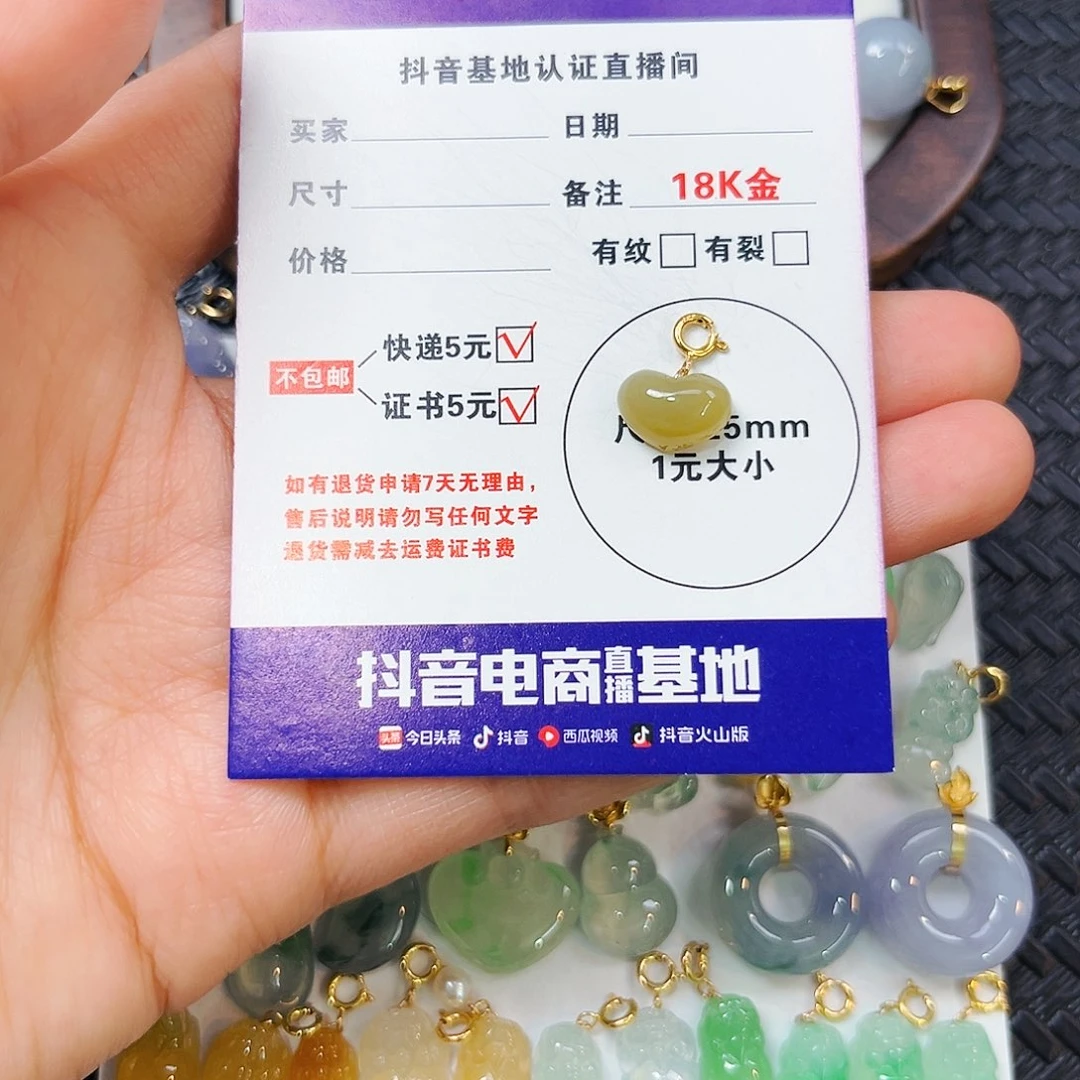 抖音基地认证直播间
买家 日期
尺寸 备注 18K金
价格 有纹 有裂
不包邮
快递5元
证书5元
5mm
1元大小
如有退货申请7天无理由,
售后说明请勿写任何文字
退货需减去运费证书费
抖音电商直播基地
头条 今日头条 抖音 西瓜视频 抖音火山版